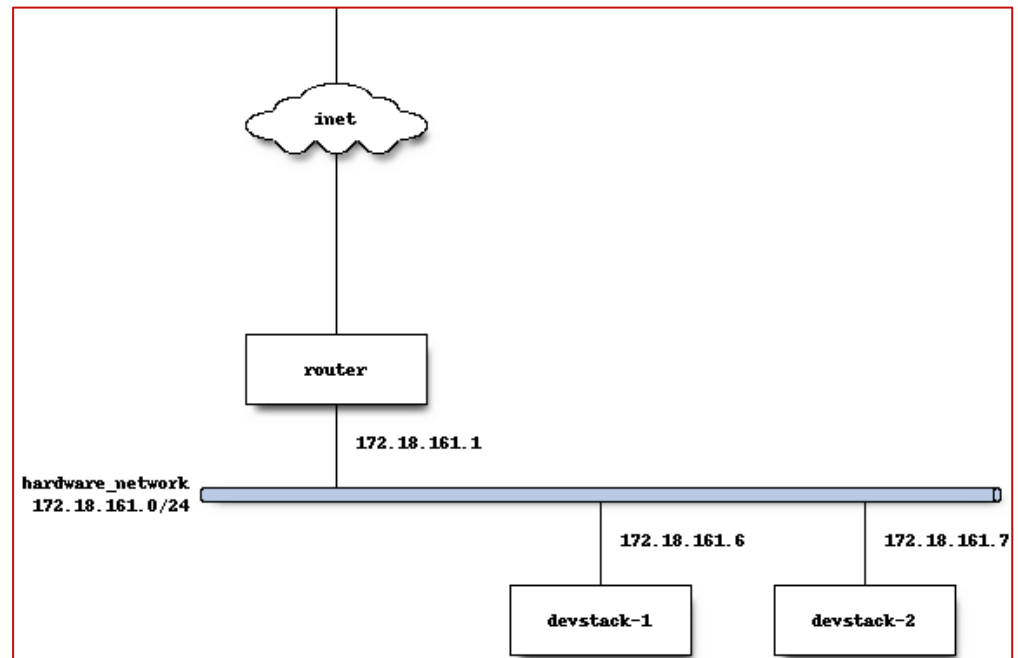 inet
router
172.18.161.1
hardware_network
172.18.161.0/24
172.18.161.6
172.18.161.7
devstack-1
devstack-2